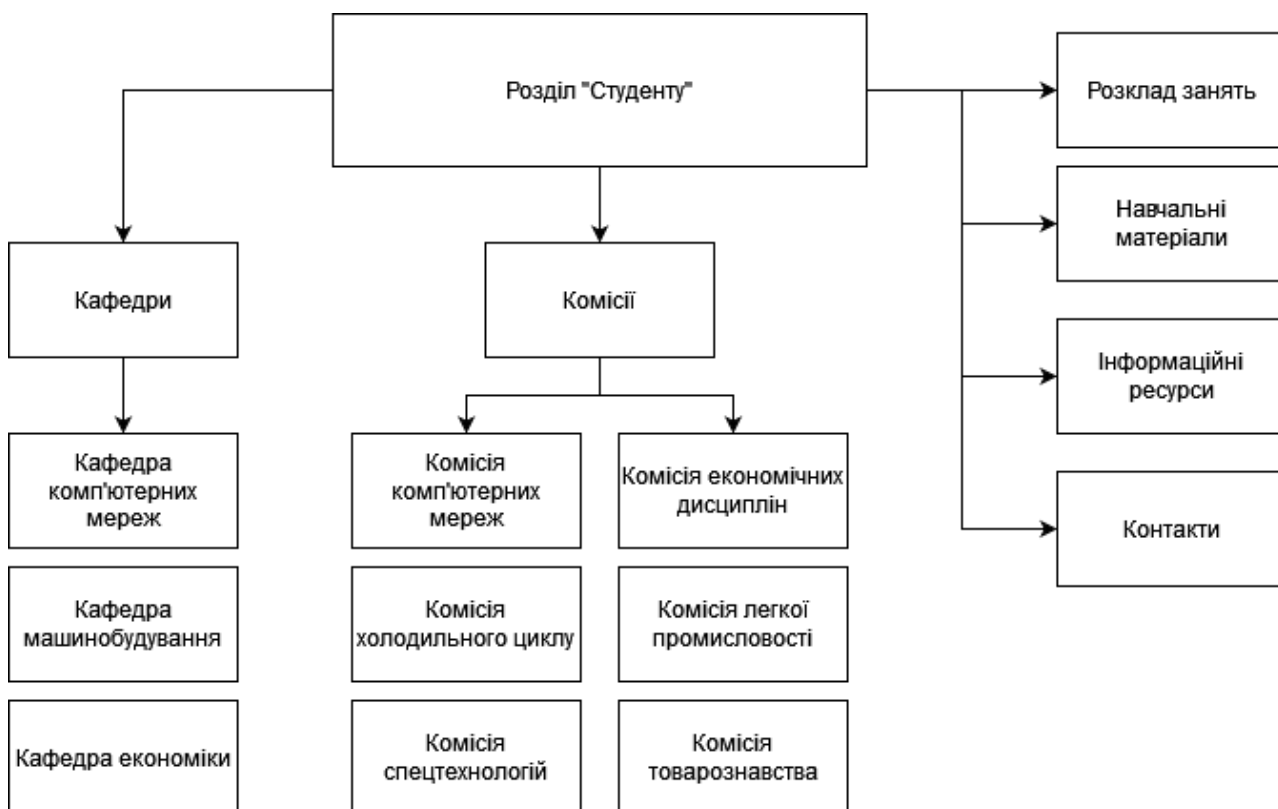 Розділ "Студенту"
Розклад занять
Навчальні
матеріали
Кафедри
Комісії
Інформаційні
ресурси
Кафедра
комп'ютерних
мереж
Комісія
комп'ютерних
мереж
Комісія економічних
дисциплін
Контакти
Кафедра
машинобудування
Комісія
холодильного циклу
Комісія легкої
промисловості
Кафедра економіки
Комісія
спецтехнологій
Комісія
товарознавства